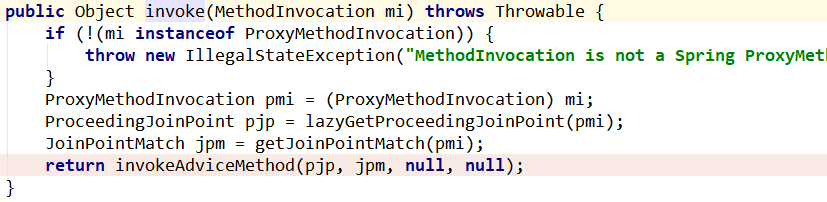 public Object invoke(MethodInvocation mi) throws Throwable {
if (!(mi instanceof ProxyMethodInvocation)) {
throw new IllegalStateException("MethodInvocation is not a Spring
}
ProxyMethodInvocation pmi = (ProxyMethodInvocation) mi;
ProceedingJoinPoint pjp = lazyGetProceedingJoinPoint(pmi);
JoinPointMatch jpm = getJoinPointMatch(pmi);
return invokeAdviceMethod(pjp, jpm, null, null);
}